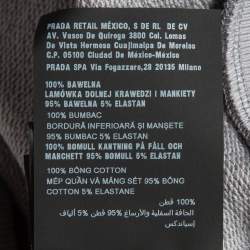 PRADA RETAIL MÉXICO, S DE RL DE CV
AV. Vasco De Quiroga 3800 Col. Lomas
De Vista Hermosa Cuajimalpa De Morelos
C.P. 05100 Ciudad De México-México
PRADA SPA Via Fogazzaro,28 20135 Milano
100% BAWEŁNA
LAMÓWKA DOLNEJ KRAWEDZI I MANKIETY
95% BAWEŁNA 5% ELASTAN
100% BUMBAC
BORDURĂ INFERIOARĂ ȘI MANȘETE
95% BUMBAC 5% ELASTAN
100% BOMULL KANTNING PÅ FÅLL OCH
MANCHETT 95% BOMULL 5% ELASTAN
100% BÔNG COTTON
MÉP QUẦN VÀ MĂNG SÉT 95% BÔNG
COTTON 5% ELASTANE
100% قطن
الحافة السفلية والأساور %95
قطن %5 ألياف